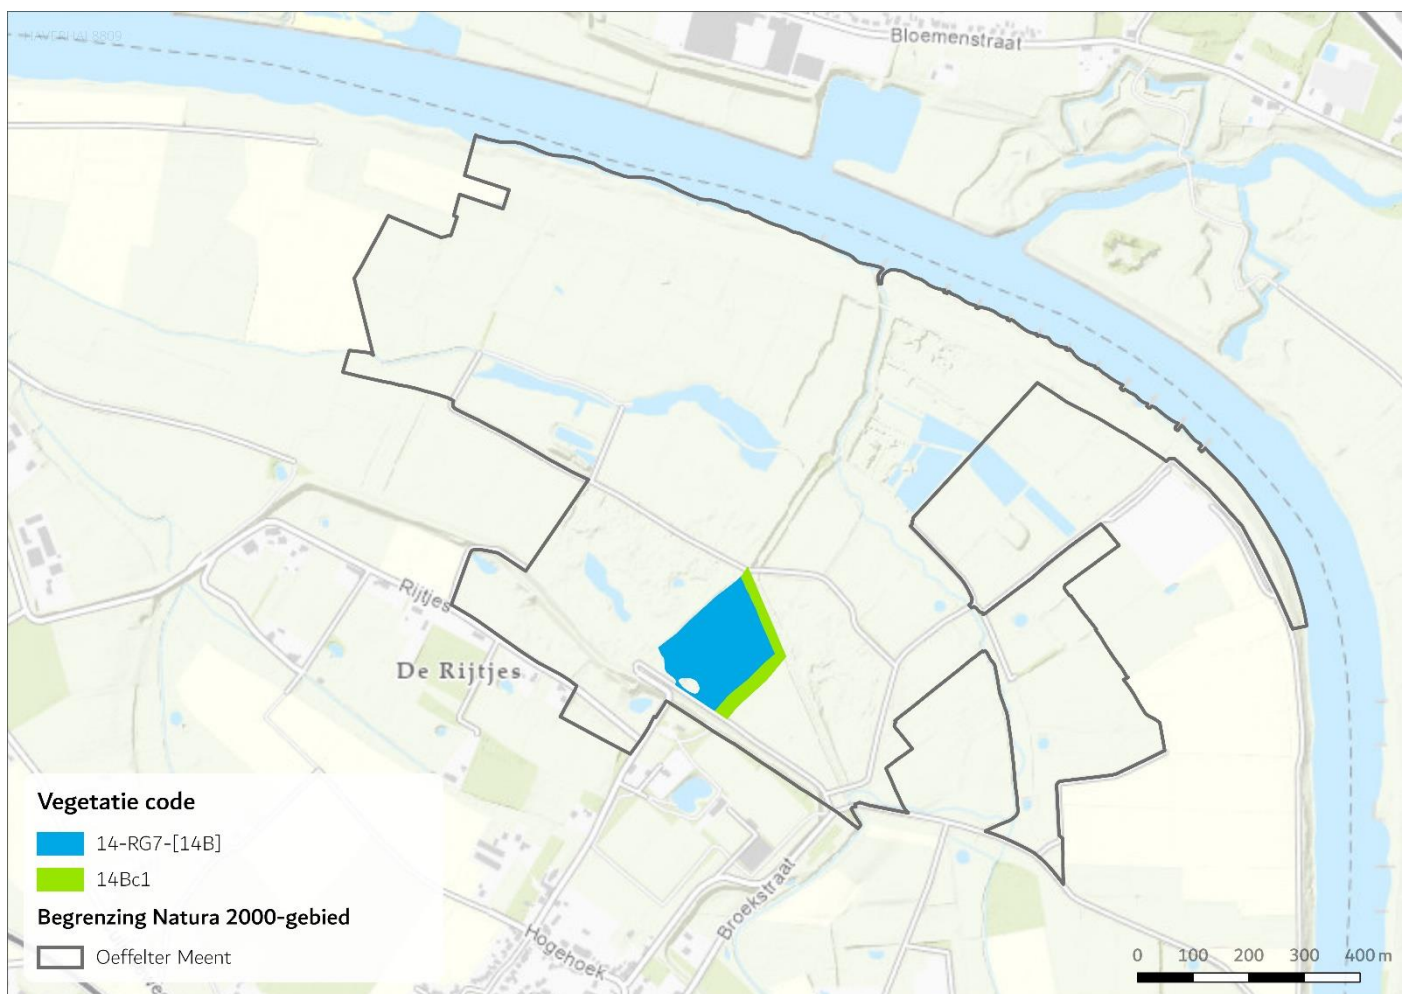 Bloemenstraat
Rijtjes
De Rijtjes
Broekstraat
Hogehoek
Vegetatie code
14-RG7-[14B]
14Bc1
Begrenzing Natura 2000-gebied
Oeffelter Meent
0 100 200 300 400 m